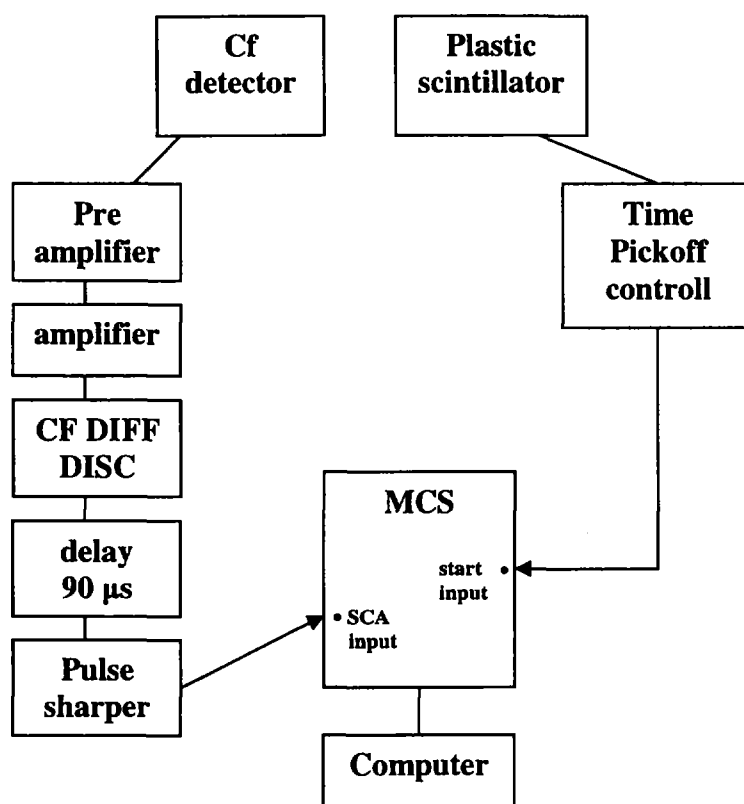 Cf
detector
Plastic
scintillator
Pre
amplifier
Time
Pickoff
controll
amplifier
CF DIFF
DISC
MCS
delay
90 μs
start
input
• SCA
input
Pulse
sharper
Computer